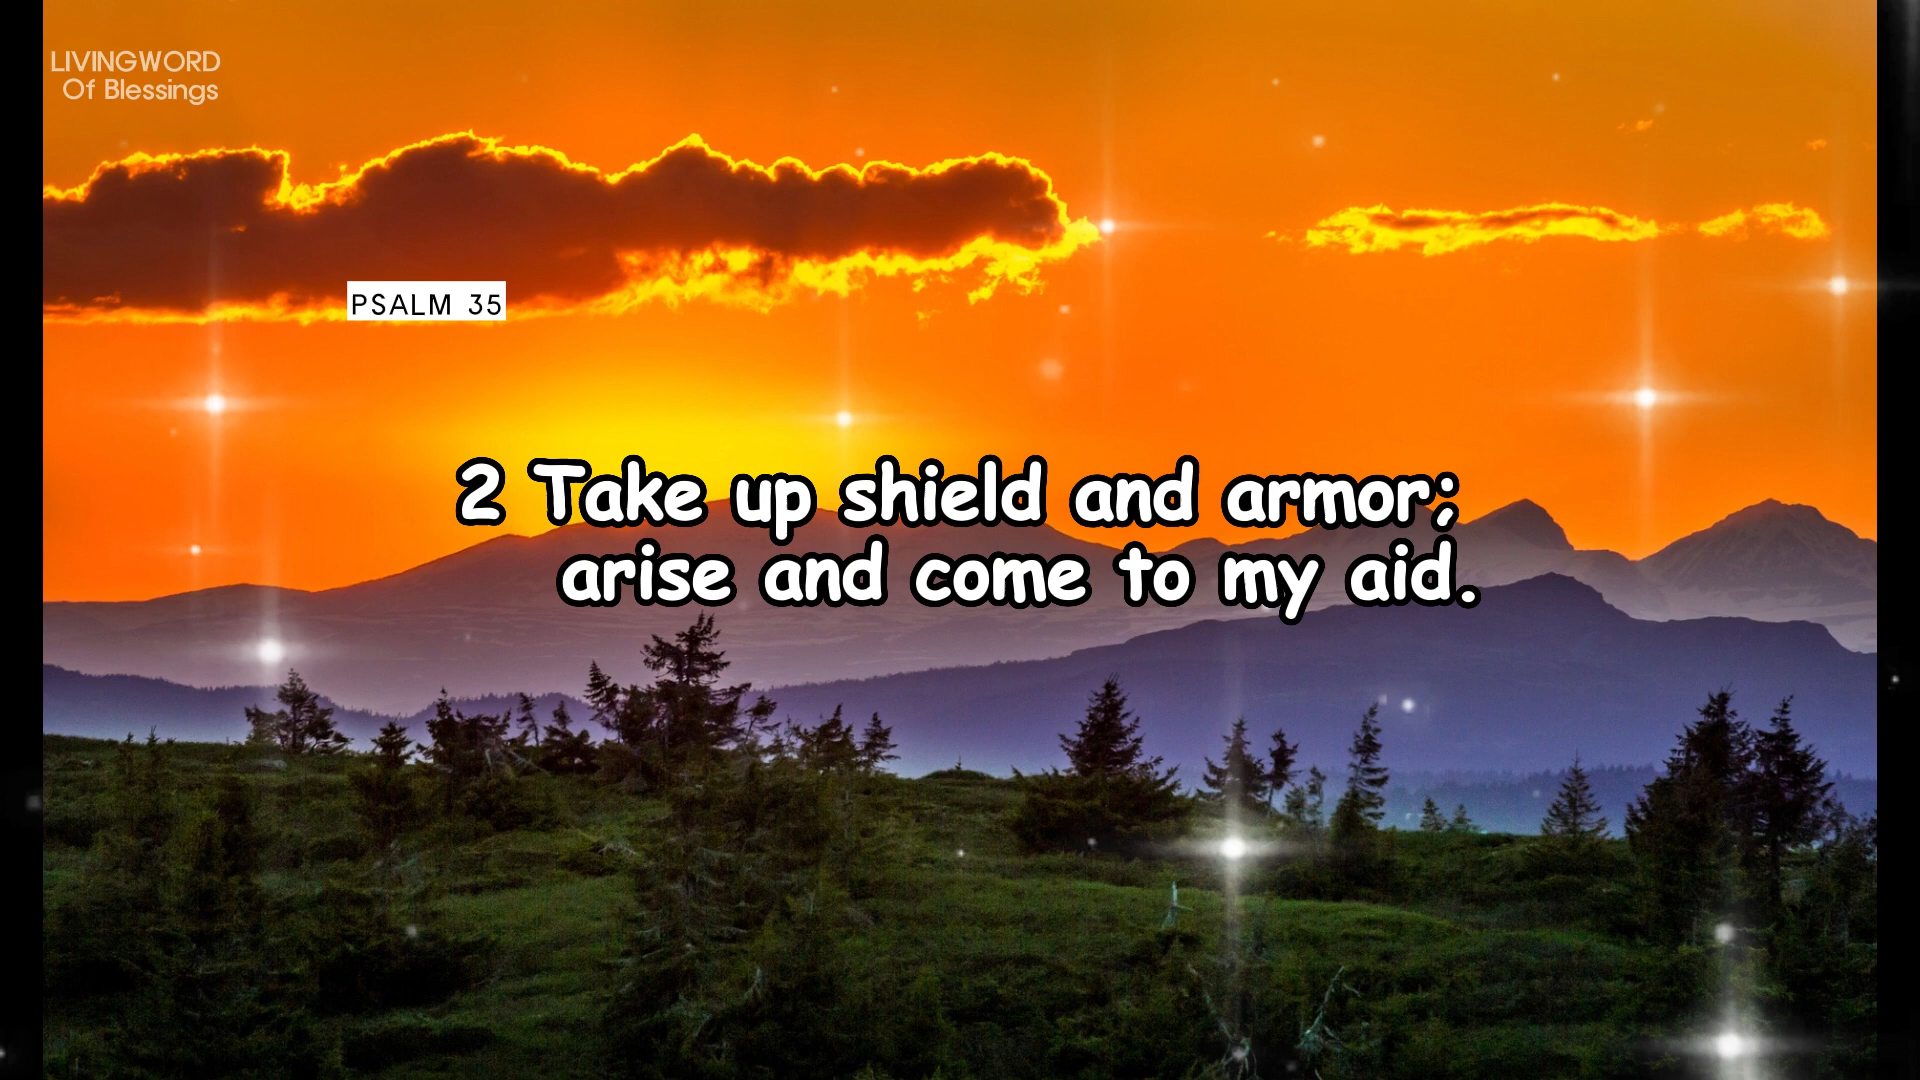 LIVINGWORD
Of Blessings
PSALM 35
2 Take up shield and armor;
arise and come to my aid.